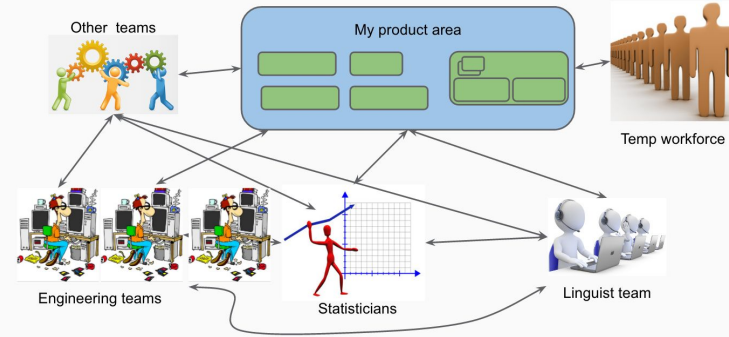 Other teams
My product area
Temp workforce
Engineering teams
Statisticians
Linguist team